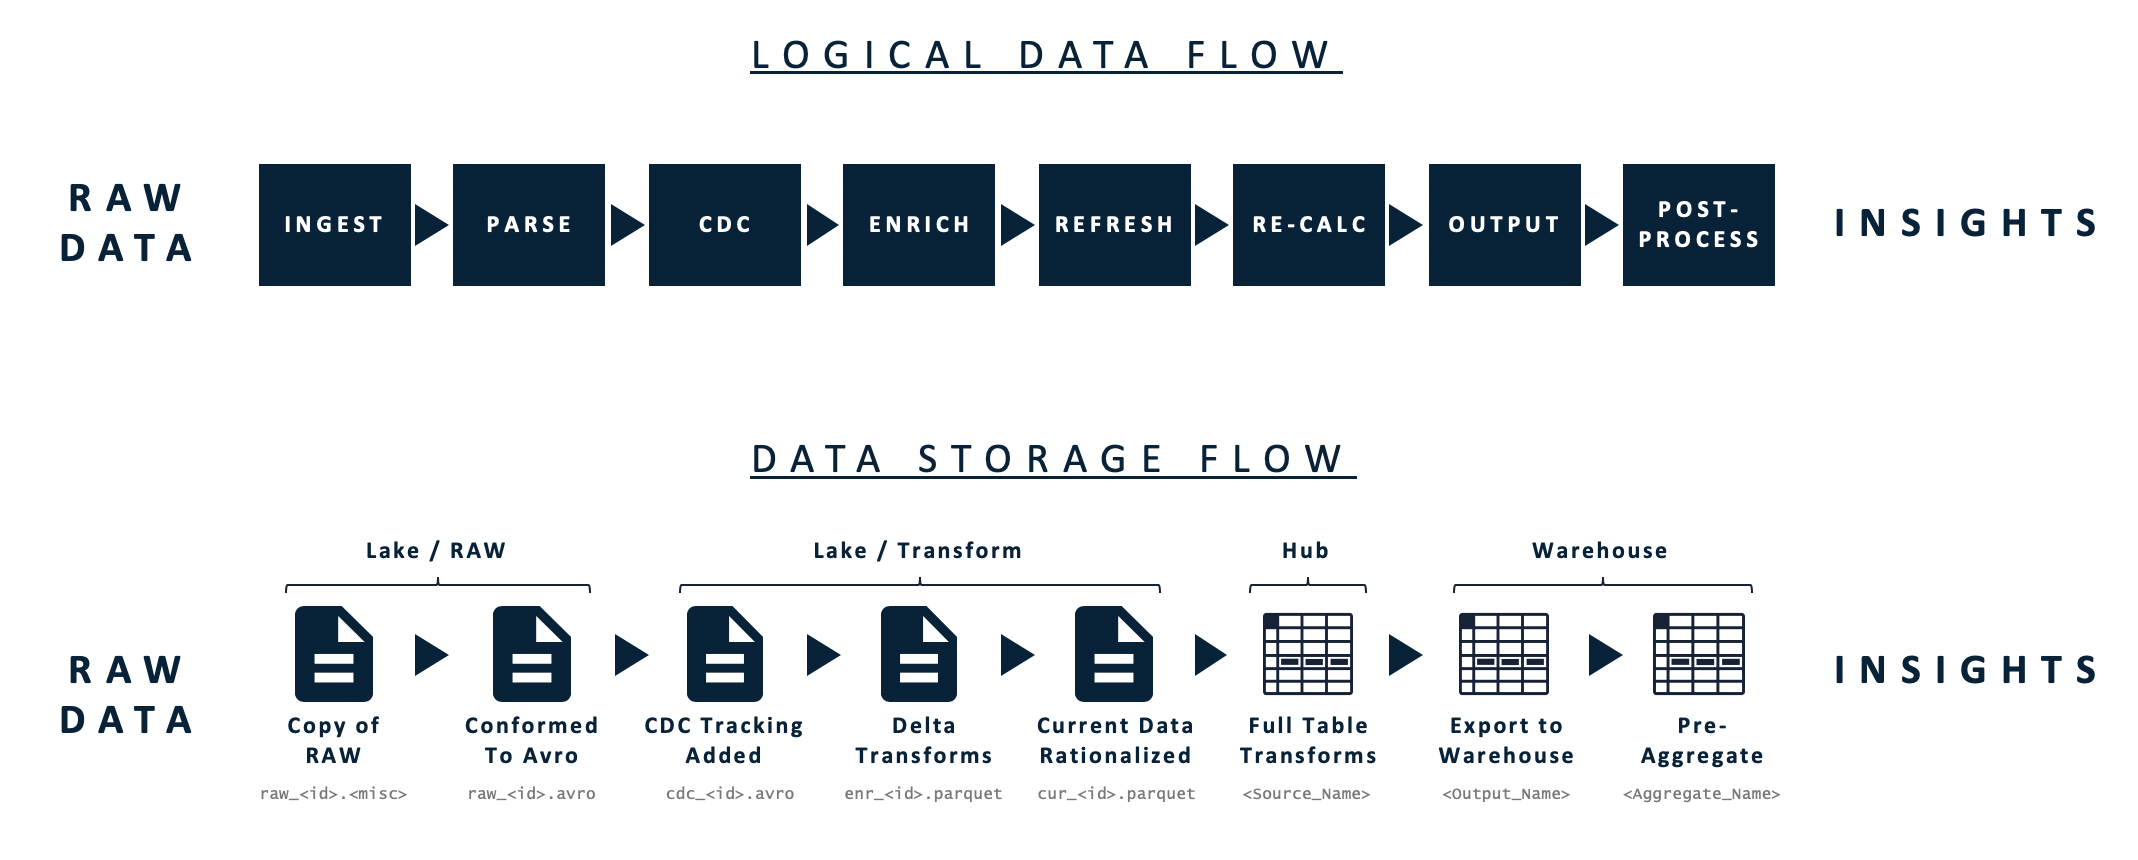 LOGICAL DATA FLOW
RAW
DATA
INGEST
PARSE
CDC
ENRICH
REFRESH
RE-CALC
OUTPUT
POST-
PROCESS
INSIGHTS
DATA STORAGE FLOW
Lake / RAW
Lake / Transform
Hub
Warehouse
RAW
DATA
Copy of
RAW
raw_<id>.<misc>
Conformed
To Avro
raw_<id>.avro
CDC Tracking
Added
cdc_<id>.avro
Delta
Transforms
enr_<id>.parquet
Current Data
Rationalized
cur_<id>.parquet
Full Table
Transforms
<Source_Name>
Export to
Warehouse
<Output_Name>
Pre-
Aggregate
<Aggregate_Name>
INSIGHTS